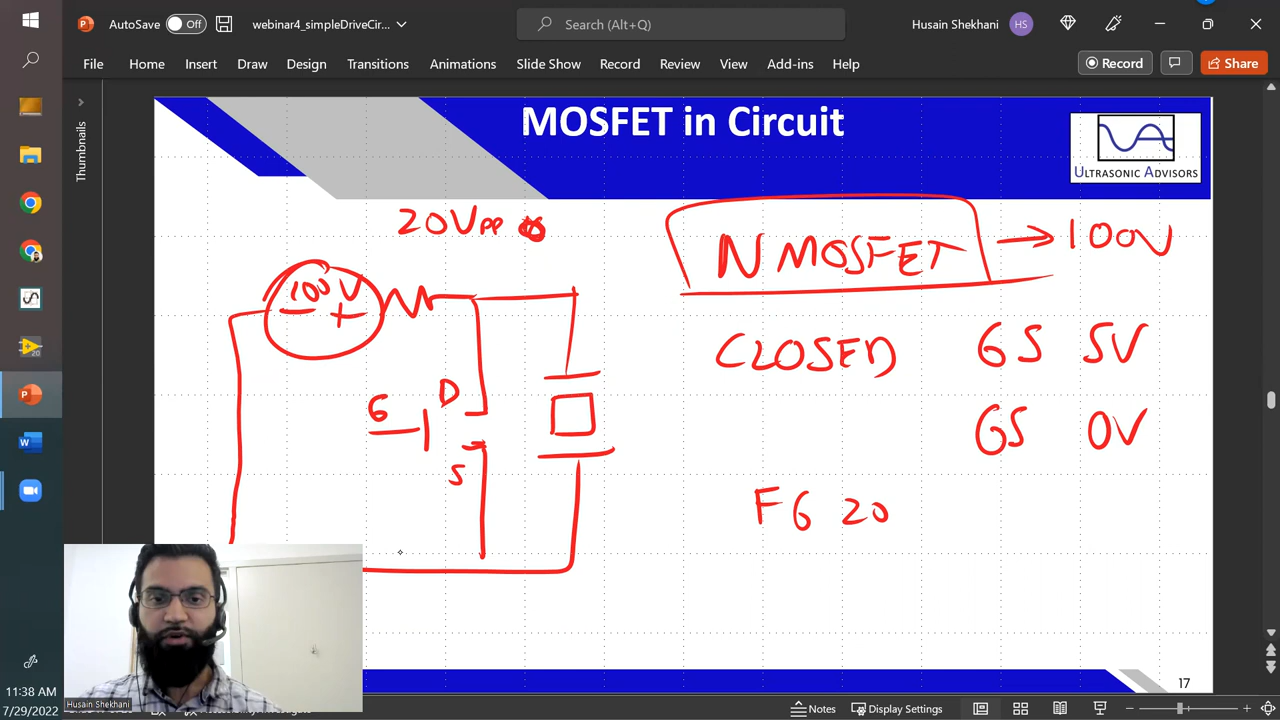 AutoSave Off webinar4_simpleDriveCir... Search (Alt+Q) Husain Shekhani HS
File Home Insert Draw Design Transitions Animations Slide Show Record Review View Add-ins Help Record Share
Thumbnails
MOSFET in Circuit
ULTRASONIC ADVISORS
20VPP
N MOSFET → 100V
100V
− +
CLOSED GS 5V
G D
GS 0V
S
FG 20
Husain Shekhani
17
11:38 AM
7/29/2022
Notes Display Settings